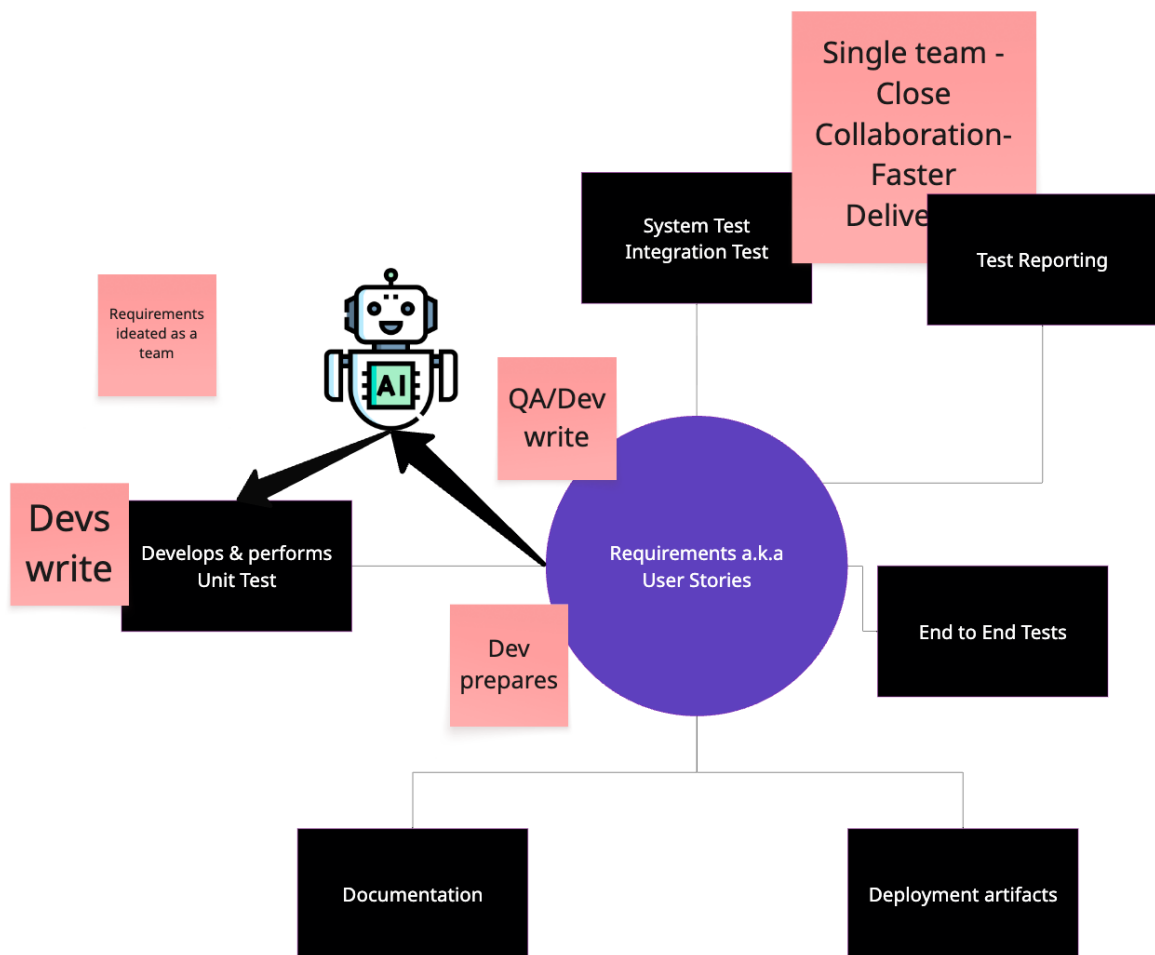 Single team -
Close
Collaboration-
Faster
Delive
System Test
Integration Test
Test Reporting
Requirements
ideated as a
team
AI
QA/Dev
write
Devs
write
Develops & performs
Unit Test
Requirements a.k.a
User Stories
Dev
prepares
End to End Tests
Documentation
Deployment artifacts